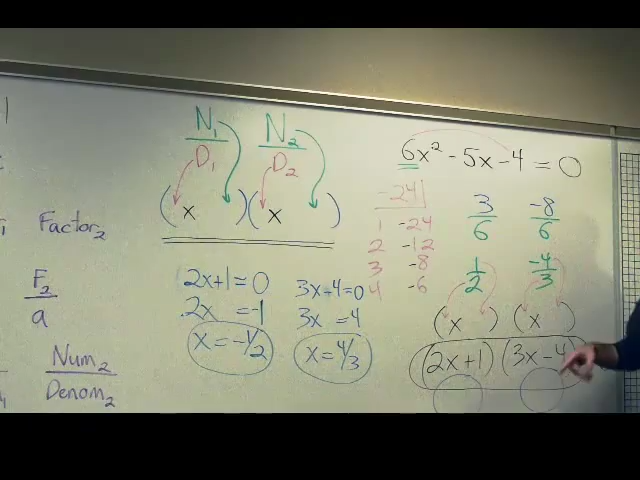 Factor₂
F₂
a
Num₂
Denom₂
N₁ N₂
D₁ D₂
(x )(x )
2x+1=0
2x =-1
x=-1/2
3x-4=0
3x =4
x=4/3
6x² -5x -4 = 0
-24
1 -24
2 -12
3 -8
4 -6
3 -8
6 6
1 -4
2 3
(x ) (x )
(2x+1)(3x-4)